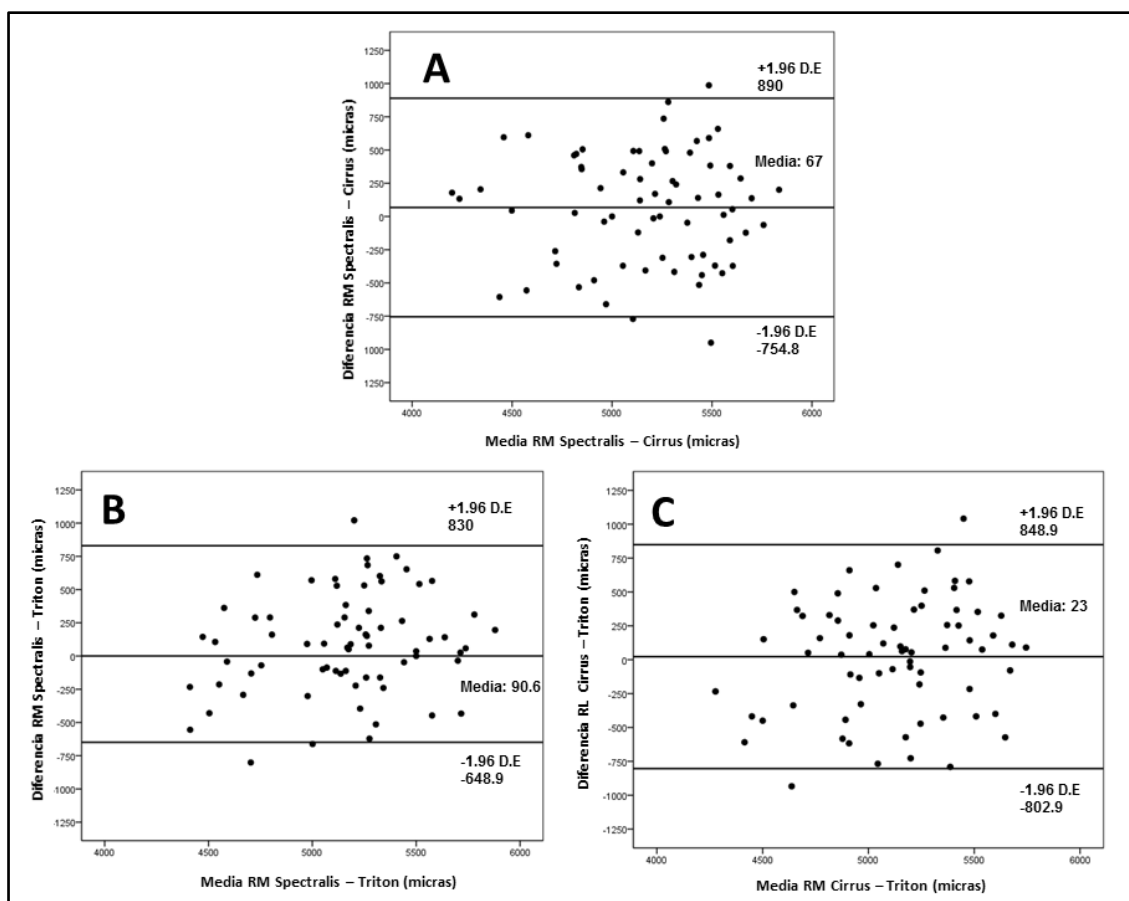 A
1250
1000
750
500
250
0
-250
-500
-750
1000
1250
Diferencia RM Spectralis – Cirrus (micras)
+1.96 D.E
890
Media: 67
-1.96 D.E
-754.8
4000 4500 5000 5500 6000
Media RM Spectralis – Cirrus (micras)
B
1250
1000
750
500
250
0
-250
-500
-750
-1000
-1250
Diferencia RM Spectralis – Triton (micras)
+1.96 D.E
830
Media: 90.6
-1.96 D.E
-648.9
4000 4500 5000 5500 6000
Media RM Spectralis – Triton (micras)
C
1250
1000
750
500
250
0
-250
-500
-750
-1000
-1250
Diferencia RL Cirrus –Triton (micras)
+1.96 D.E
848.9
Media: 23
-1.96 D.E
-802.9
4000 4500 5000 5500 6000
Media RM Cirrus –Triton (micras)